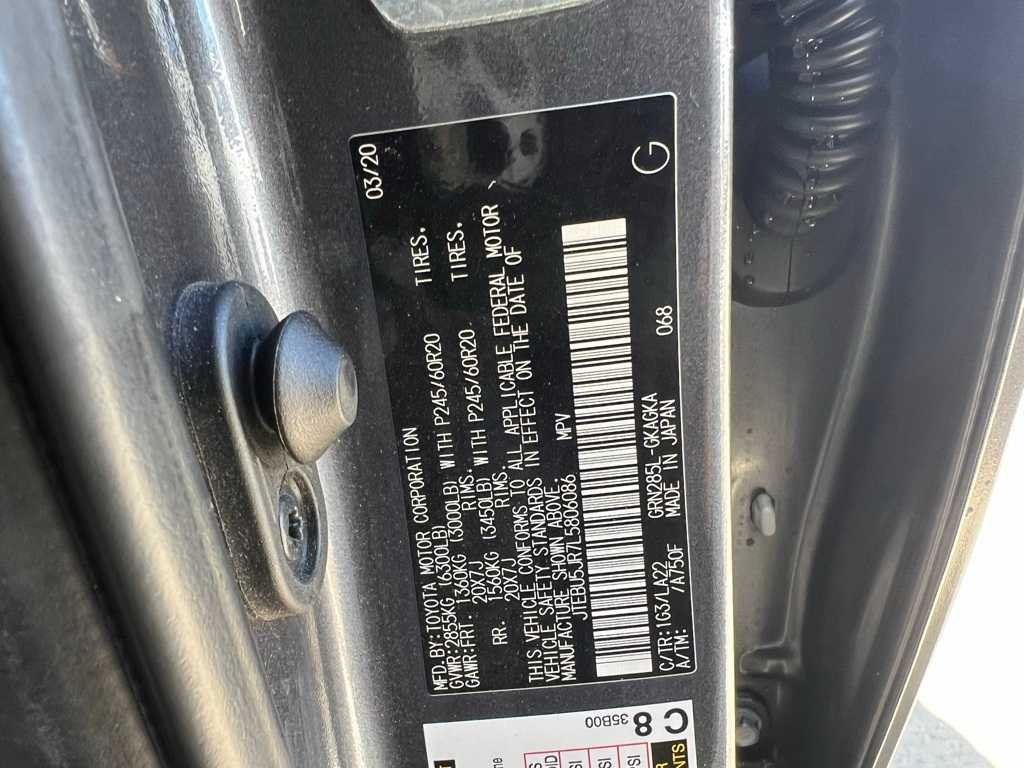 MFD.BY:TOYOTA MOTOR CORPORATION 03/20
GVWR:2855KG (6300LB)
GAWR:FRT. 1360KG (3000LB) WITH P245/60R20 TIRES.
20X7J RIMS.
RR. 1560KG (3450LB) WITH P245/60R20 TIRES.
20X7J RIMS.
THIS VEHICLE CONFORMS TO ALL APPLICABLE FEDERAL MOTOR
VEHICLE SAFETY STANDARDS IN EFFECT ON THE DATE OF
MANUFACTURE SHOWN ABOVE.
JTEBU5JR7L5806086 MPV
C/TR:1G3/LA22 GRN285L-GKAGKA 068
A/TM: /A750F MADE IN JAPAN
G
C 8
35B00